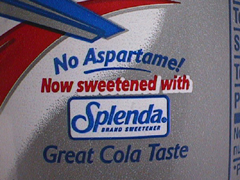 No Aspartame!
Now sweetened with
Splenda®
BRAND SWEETENER
Great Cola Taste